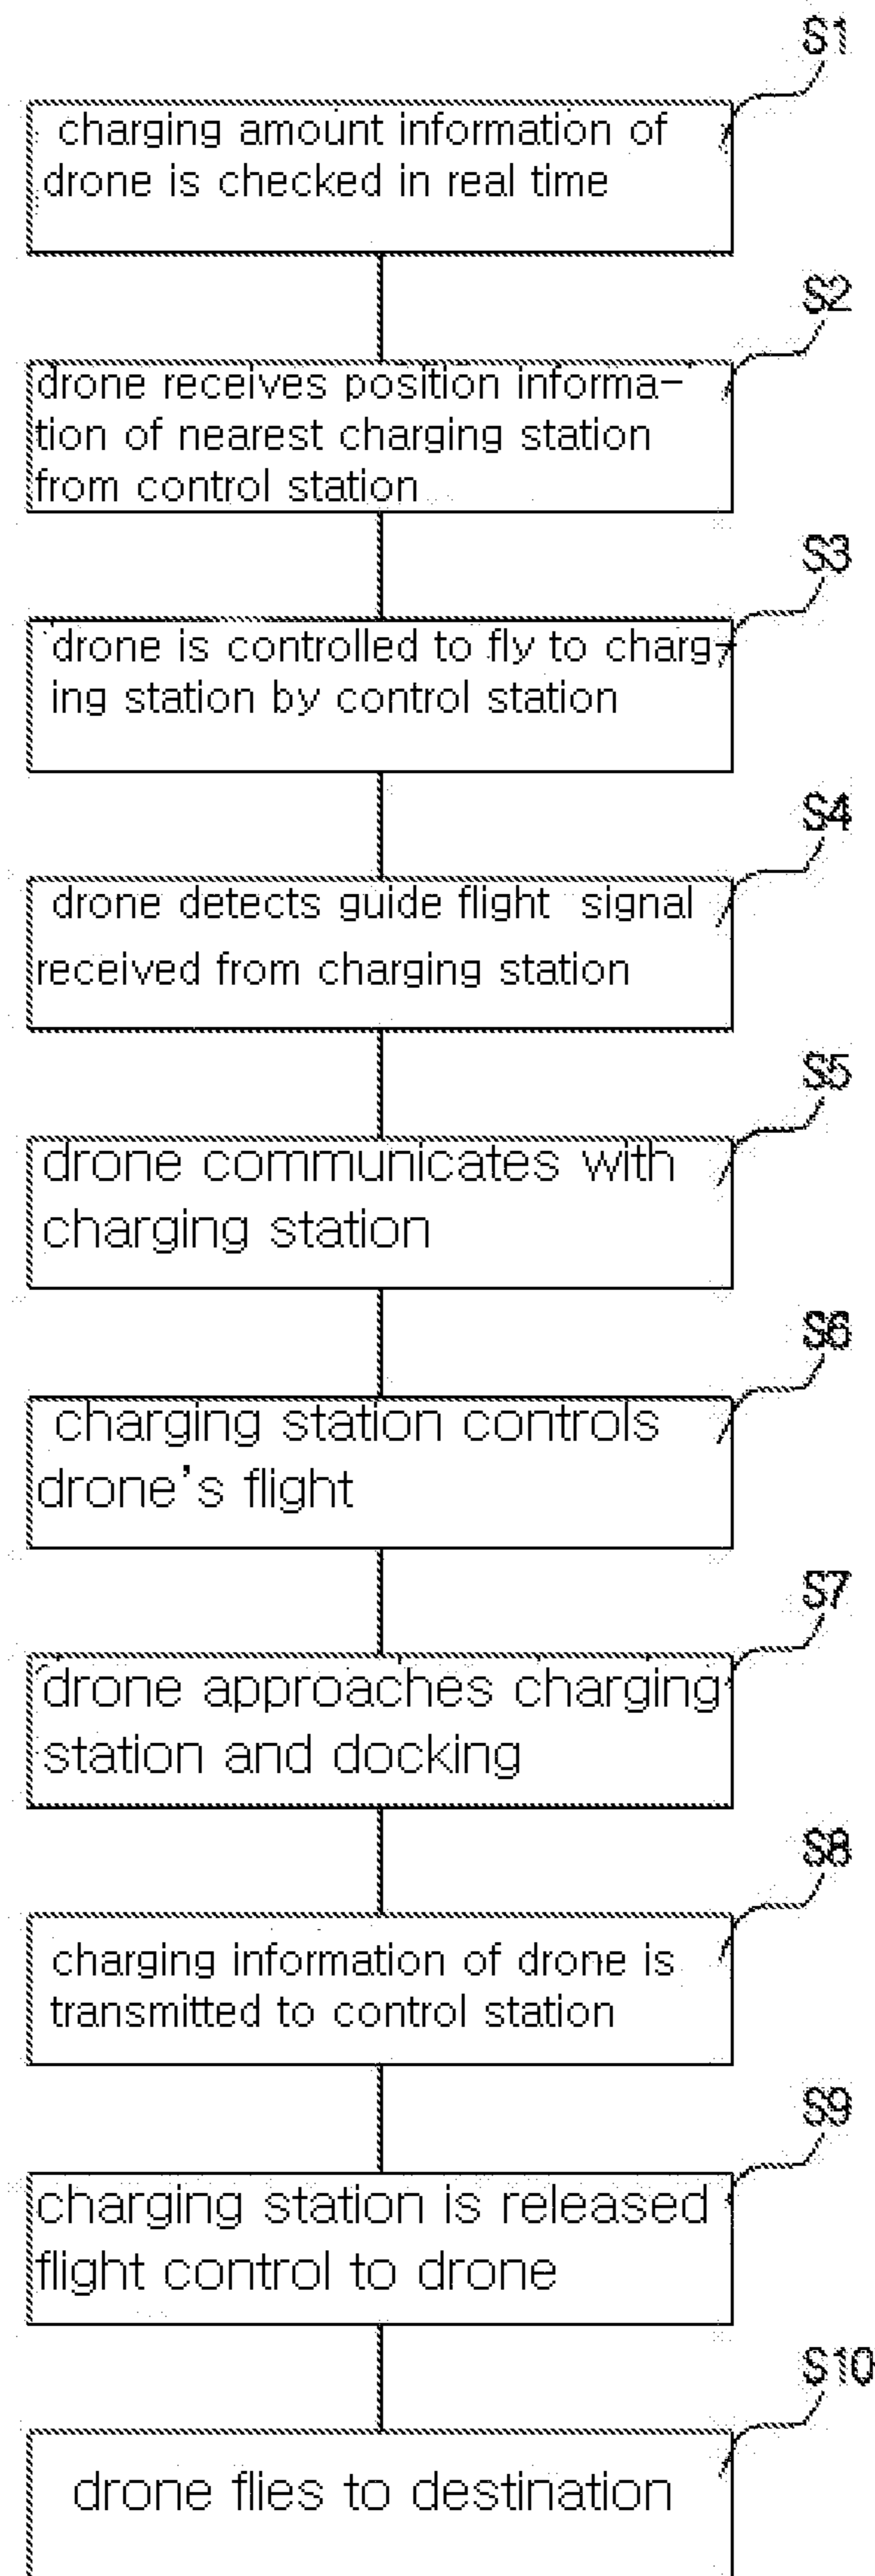 S1
charging amount information of
drone is checked in real time
S2
drone receives position informa-
tion of nearest charging station
from control station
S3
drone is controlled to fly to charg-
ing station by control station
S4
drone detects guide flight signal
received from charging station
S5
drone communicates with
charging station
S6
charging station controls
drone's flight
S7
drone approaches charging
station and docking
S8
charging information of drone is
transmitted to control station
S9
charging station is released
flight control to drone
S10
drone flies to destination